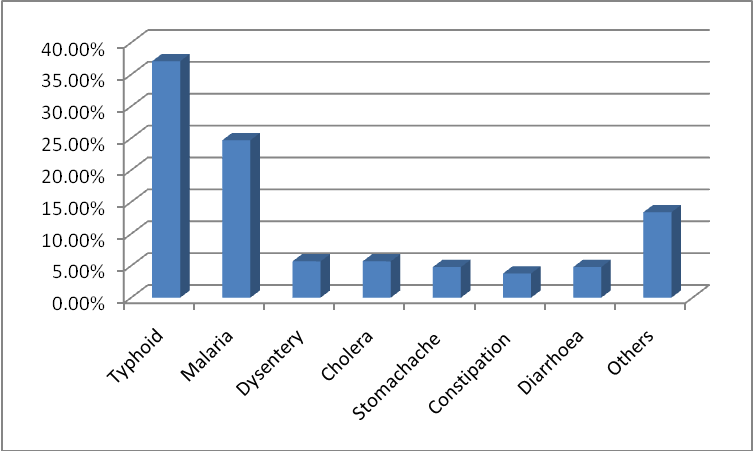 40.00%
35.00%
30.00%
25.00%
20.00%
15.00%
10.00%
5.00%
0.00%
Typhoid
Malaria
Dysentery
Cholera
Stomachache
Constipation
Diarrhoea
Others